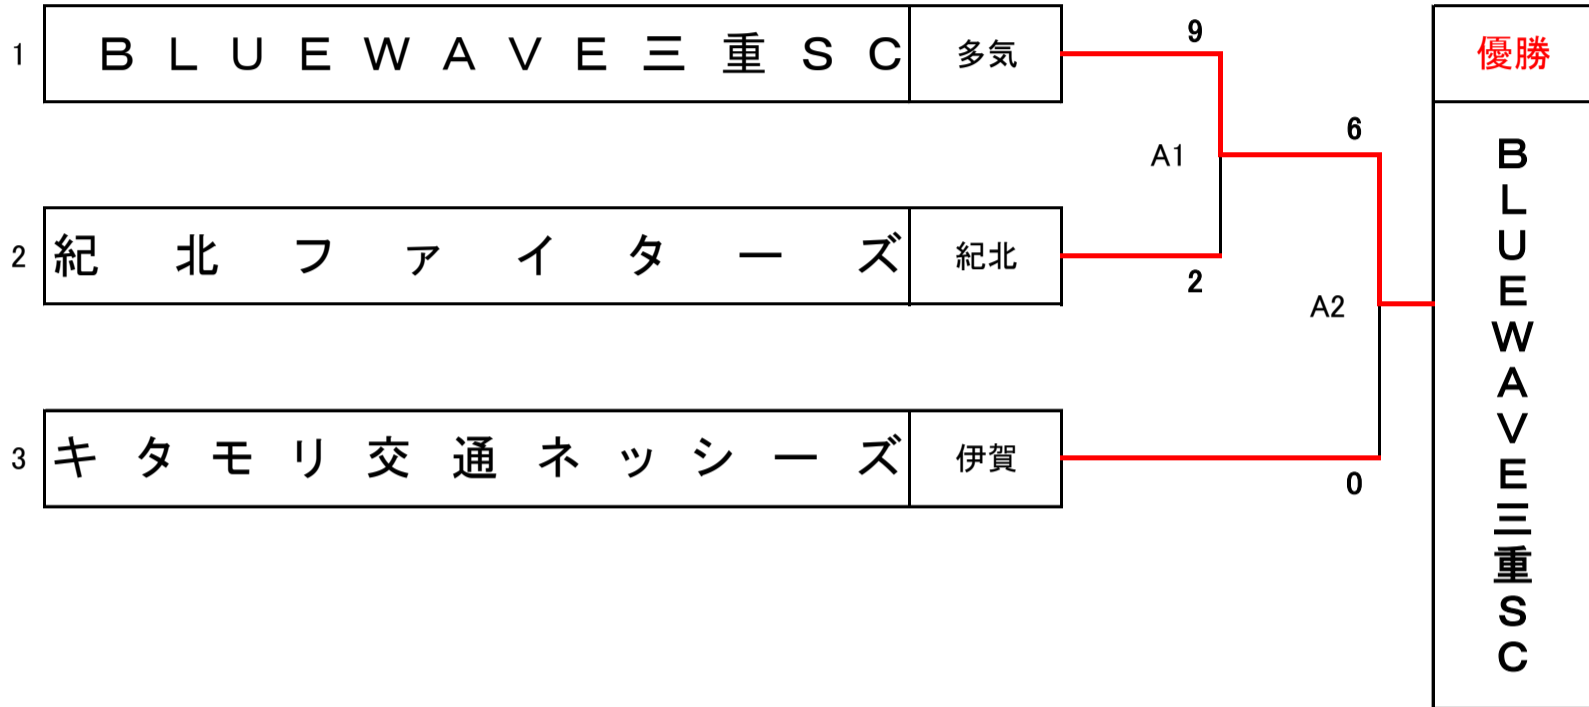 1 ＢＬＵＥＷＡＶＥ三重ＳＣ 多気 9 優勝
6
A1
2 紀北ファイターズ 紀北 2
A2
3 キタモリ交通ネッシーズ 伊賀 0
ＢＬＵＥＷＡＶＥ三重ＳＣ